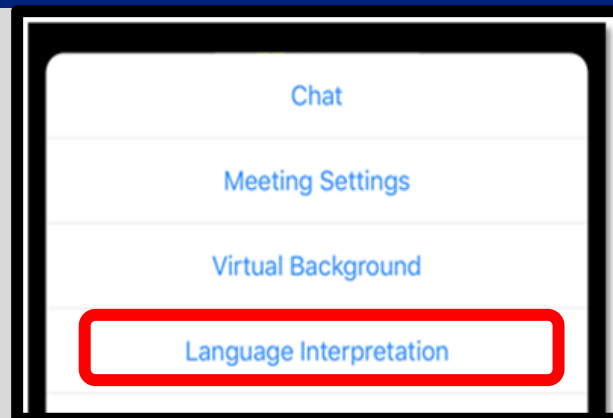 Chat
Meeting Settings
Virtual Background
Language Interpretation